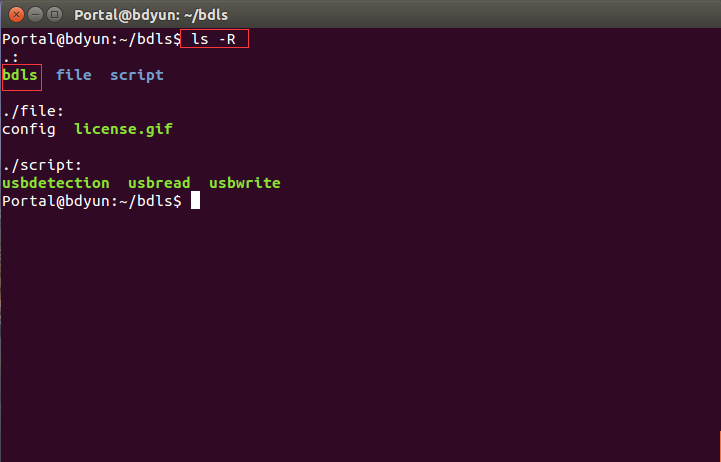 Portal@bdyun: ~/bdls
Portal@bdyun:~/bdls$ ls -R
.:
bdls  file  script
./file:
config  license.gif
./script:
usbdetection  usbread  usbwrite
Portal@bdyun:~/bdls$